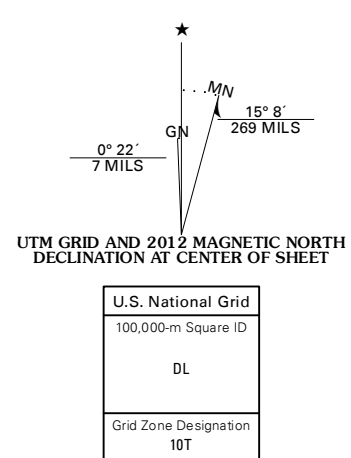 MN
15° 8´
269 MILS
GN
0° 22´
7 MILS
UTM GRID AND 2012 MAGNETIC NORTH
DECLINATION AT CENTER OF SHEET
U.S. National Grid
100,000-m Square ID
DL
Grid Zone Designation
10T